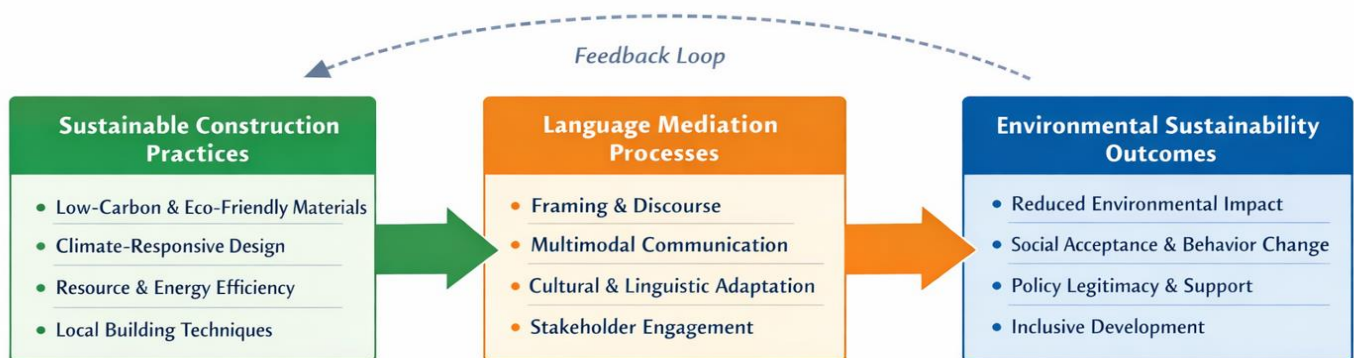 Feedback Loop
Sustainable Construction
Practices
• Low-Carbon & Eco-Friendly Materials
• Climate-Responsive Design
• Resource & Energy Efficiency
• Local Building Techniques
Language Mediation
Processes
• Framing & Discourse
• Multimodal Communication
• Cultural & Linguistic Adaptation
• Stakeholder Engagement
Environmental Sustainability
Outcomes
• Reduced Environmental Impact
• Social Acceptance & Behavior Change
• Policy Legitimacy & Support
• Inclusive Development